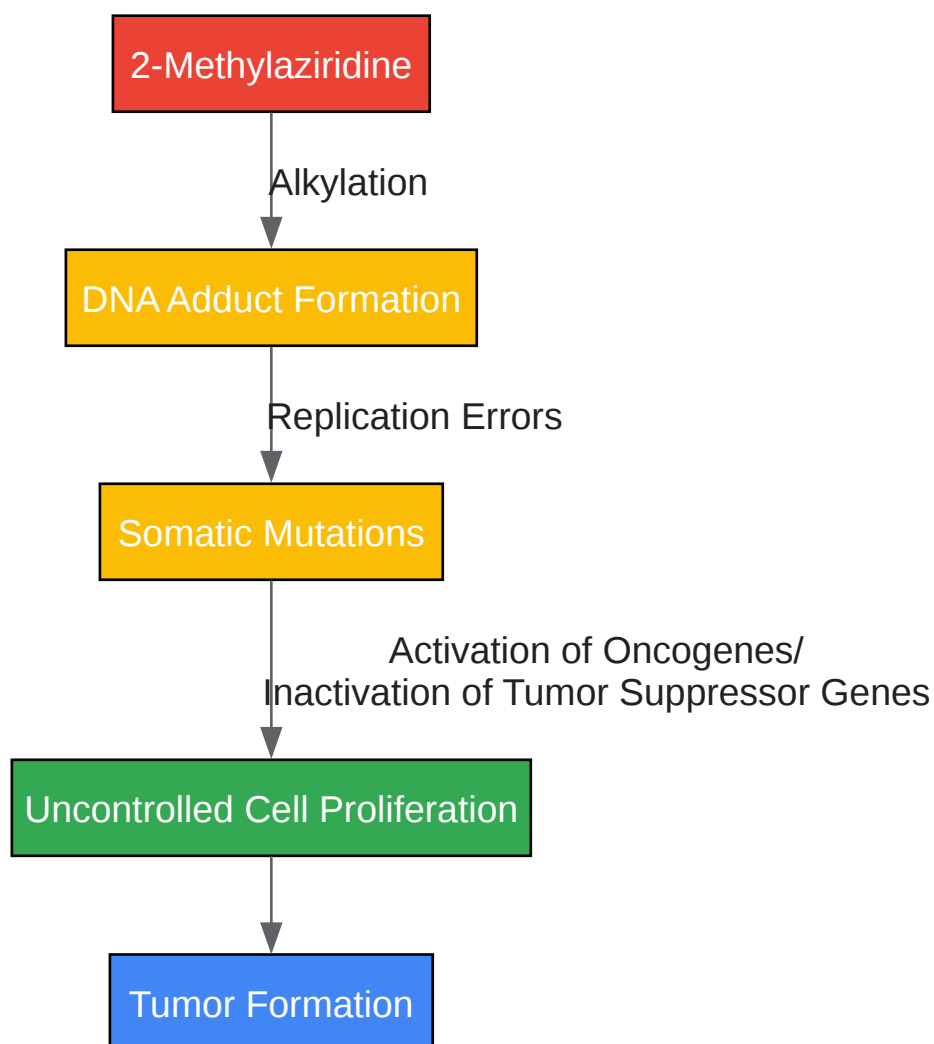 2-Methylaziridine
Alkylation
DNA Adduct Formation
Replication Errors
Somatic Mutations
Activation of Oncogenes/
Inactivation of Tumor Suppressor Genes
Uncontrolled Cell Proliferation
Tumor Formation